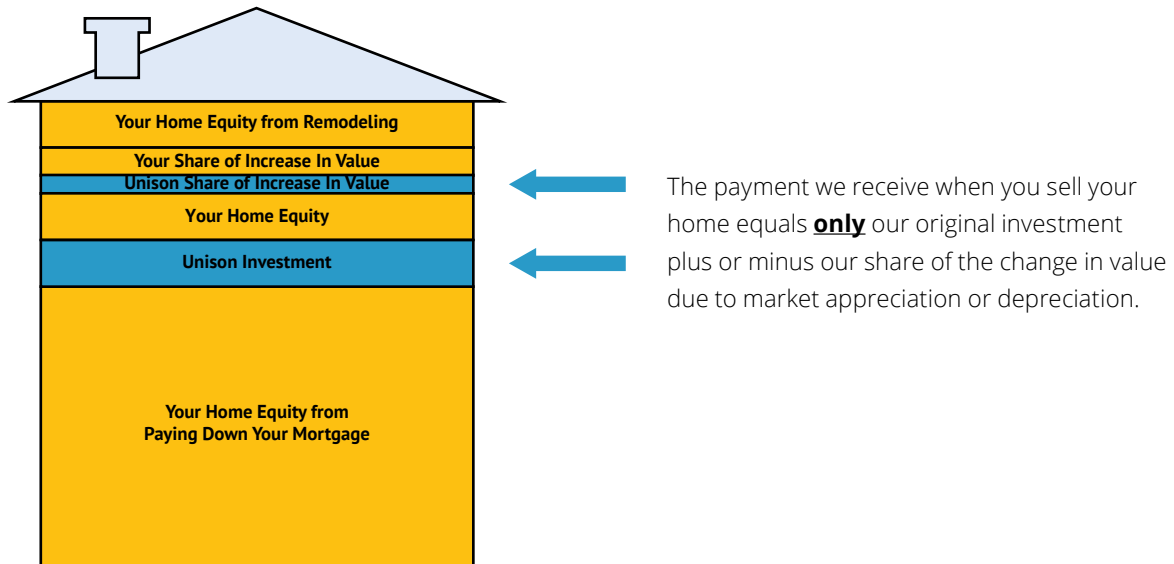 Your Home Equity from Remodeling
Your Share of Increase In Value
Unison Share of Increase In Value
Your Home Equity
Unison Investment
Your Home Equity from
Paying Down Your Mortgage
The payment we receive when you sell your
home equals only our original investment
plus or minus our share of the change in value
due to market appreciation or depreciation.